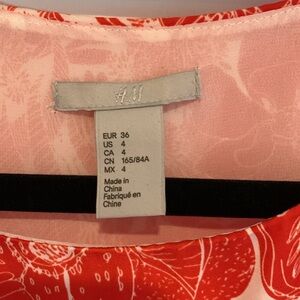 H&M
EUR 36
US 4
CA 4
CN 165/84A
MX 4
Made in
China
Fabriqué en
Chine